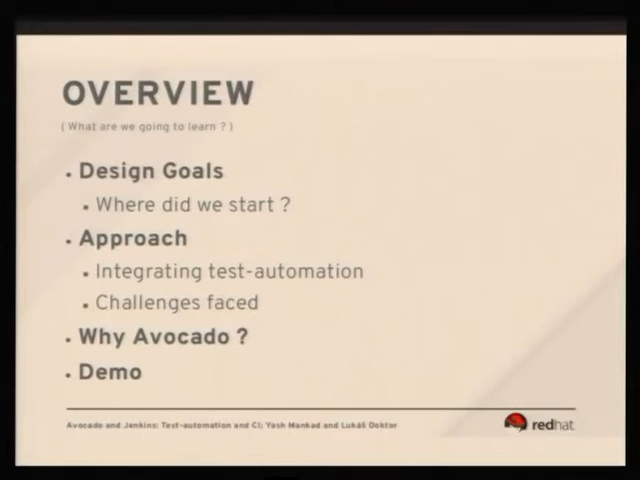 OVERVIEW
( What are we going to learn ? )
• Design Goals
• Where did we start ?
• Approach
• Integrating test-automation
• Challenges faced
• Why Avocado ?
• Demo
Avocado and Jenkins: Test-automation and CI; Yash Mankad and Lukáš Doktor
redhat